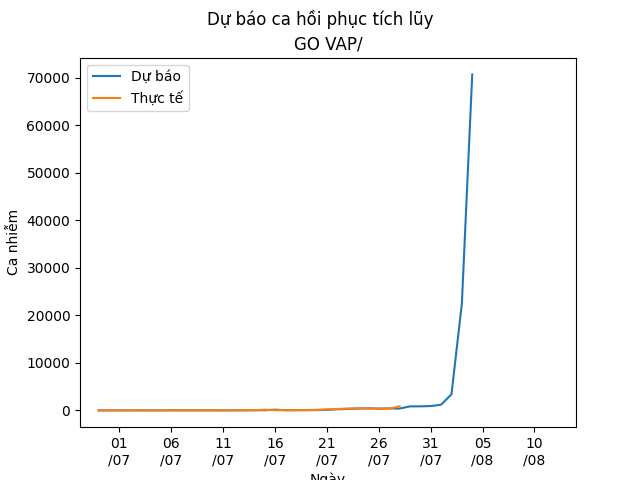 Dự báo ca hồi phục tích lũy
GO VAP/
Dự báo
Thực tế
Ca nhiễm
70000
60000
50000
40000
30000
20000
10000
0
01 06 11 16 21 26 31 05 10
/07 /07 /07 /07 /07 /07 /07 /08 /08
Ngày